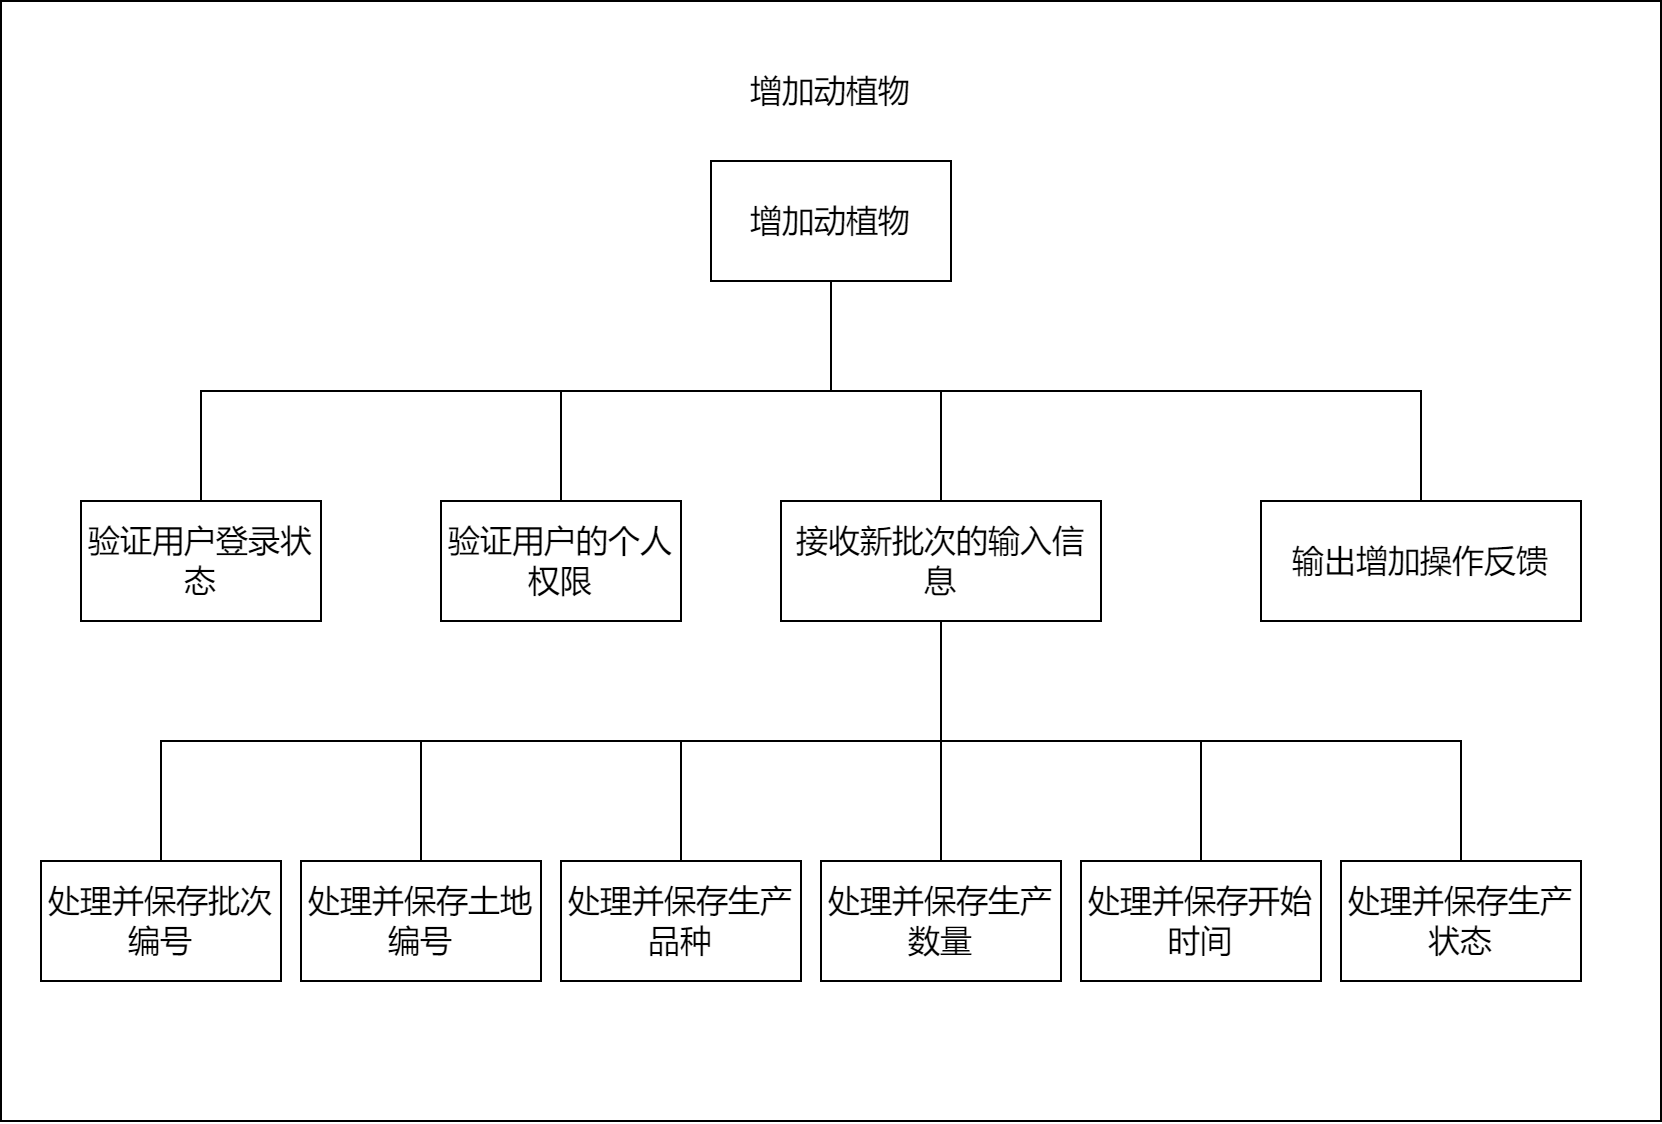 增加动植物
增加动植物
验证用户登录状
态
验证用户的个人
权限
接收新批次的输入信
息
输出增加操作反馈
处理并保存批次
编号
处理并保存土地
编号
处理并保存生产
品种
处理并保存生产
数量
处理并保存开始
时间
处理并保存生产
状态